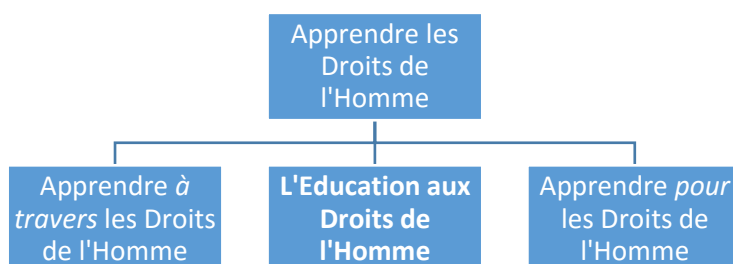 Apprendre les
Droits de
l'Homme
Apprendre à
travers les Droits
de l'Homme
L'Education aux
Droits de
l'Homme
Apprendre pour
les Droits de
l'Homme